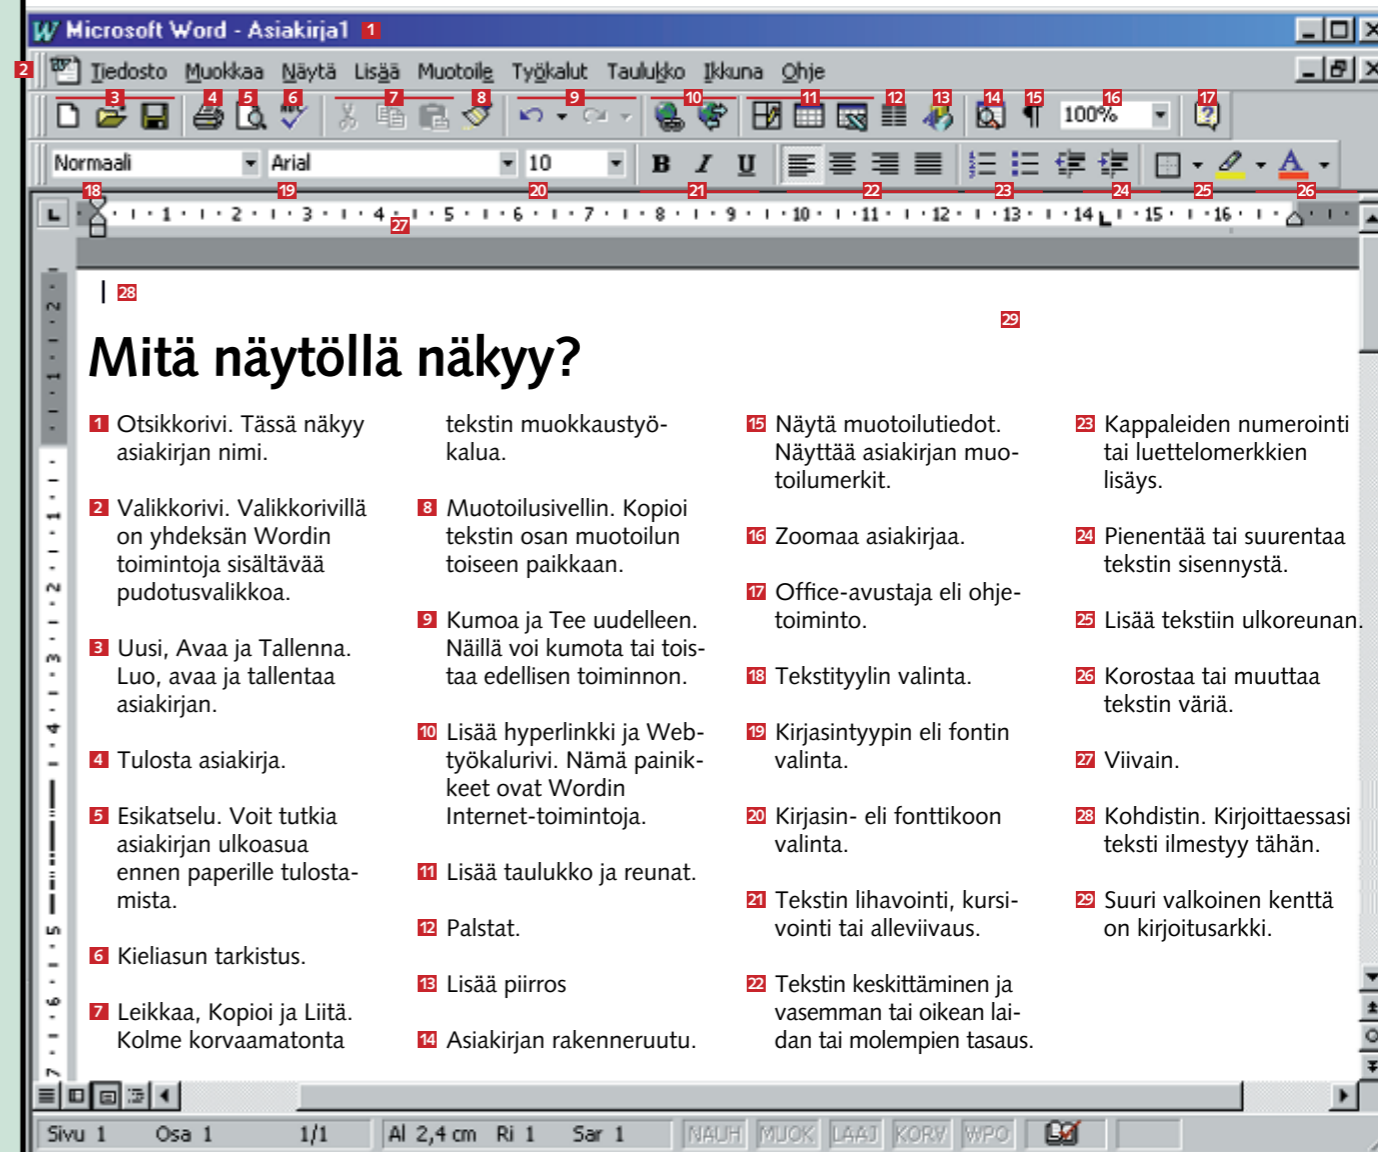 Microsoft Word - Asiakirja1 1
2 Tiedosto Muokkaa Näytä Lisää Muotoile Työkalut Taulukko Ikkuna Ohje
3 4 5 6 7 8 9 10 11 12 13 14 15 16 17
ABC 100%
Normaali Arial 10 B I U A
18 19 20 21 22 23 24 25 26
L 1 2 3 4 5 6 7 8 9 10 11 12 13 14 15 16
27
28
29
Mitä näytöllä näkyy?
1 Otsikkorivi. Tässä näkyy
asiakirjan nimi.
2 Valikkorivi. Valikkorivillä
on yhdeksän Wordin
toimintoja sisältävää
pudotusvalikkoa.
3 Uusi, Avaa ja Tallenna.
Luo, avaa ja tallentaa
asiakirjan.
4 Tulosta asiakirja.
5 Esikatselu. Voit tutkia
asiakirjan ulkoasua
ennen paperille tulosta-
mista.
6 Kieliasun tarkistus.
7 Leikkaa, Kopioi ja Liitä.
Kolme korvaamatonta
tekstin muokkaustyö-
kalua.
8 Muotoilusivellin. Kopioi
tekstin osan muotoilun
toiseen paikkaan.
9 Kumoa ja Tee uudelleen.
Näillä voi kumota tai tois-
taa edellisen toiminnon.
10 Lisää hyperlinkki ja Web-
työkalurivi. Nämä painik-
keet ovat Wordin
Internet-toimintoja.
11 Lisää taulukko ja reunat.
12 Palstat.
13 Lisää piirros
14 Asiakirjan rakenneruutu.
15 Näytä muotoilutiedot.
Näyttää asiakirjan muo-
toilumerkit.
16 Zoomaa asiakirjaa.
17 Office-avustaja eli ohje-
toiminto.
18 Tekstityylin valinta.
19 Kirjasintyypin eli fontin
valinta.
20 Kirjasin- eli fonttikoon
valinta.
21 Tekstin lihavointi, kursi-
vointi tai alleviivaus.
22 Tekstin keskittäminen ja
vasemman tai oikean lai-
dan tai molempien tasaus.
23 Kappaleiden numerointi
tai luettelomerkkien
lisäys.
24 Pienentää tai suurentaa
tekstin sisennystä.
25 Lisää tekstiin ulkoreunan.
26 Korostaa tai muuttaa
tekstin väriä.
27 Viivain.
28 Kohdistin. Kirjoittaessasi
teksti ilmestyy tähän.
29 Suuri valkoinen kenttä
on kirjoitusarkki.
2 1 1 2 3 4 5 6 7
Sivu 1 Osa 1 1/1 Al 2,4 cm Ri 1 Sar 1 NAUH MUOK LAAJ KORV WPO